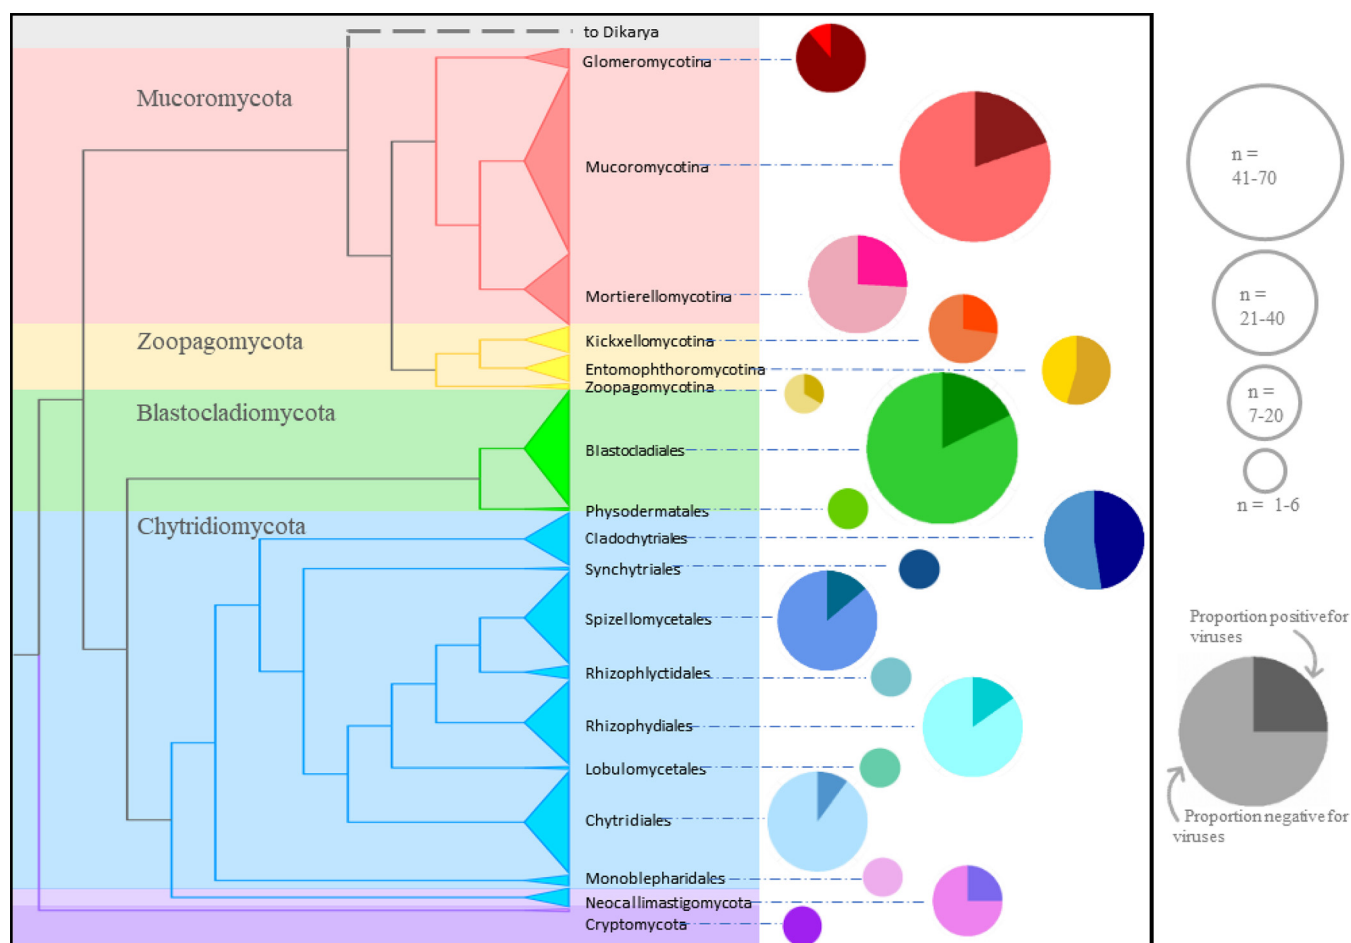 to Dikarya
Glomeromycotina
Mucoromycota
Mucoromycotina
Mortierellomycotina
Zoopagomycota
Kickxellomycotina
Entomophthoromycotina
Zoopagomycotina
Blastocladiomycota
Blastocladiales
Physodermatales
Chytridiomycota
Cladochytriales
Synchytriales
Spizellomycetales
Rhizophlyctidales
Rhizophydiales
Lobulomycetales
Chytridiales
Monoblepharidales
Neocallimastigomycota
Cryptomycota
n =
41-70
n =
21-40
n =
7-20
n = 1-6
Proportion positive for
viruses
Proportion negative for
viruses